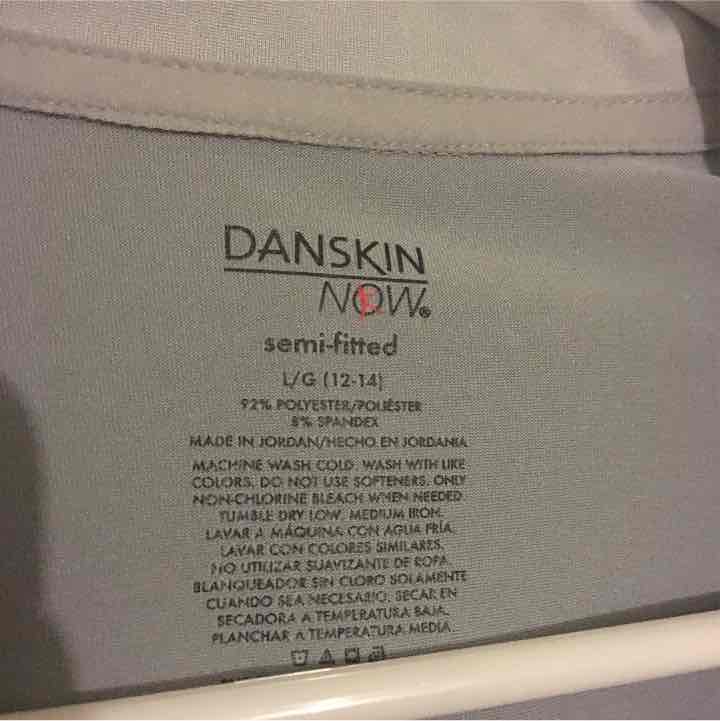 DANSKIN
NOW®
semi-fitted
L/G (12-14)
92% POLYESTER/POLIÉSTER
8% SPANDEX
MADE IN JORDAN/HECHO EN JORDANIA
MACHINE WASH COLD. WASH WITH LIKE
COLORS. DO NOT USE SOFTENERS. ONLY
NON-CHLORINE BLEACH WHEN NEEDED.
TUMBLE DRY LOW. MEDIUM IRON.
LAVAR A MÁQUINA CON AGUA FRÍA.
LAVAR CON COLORES SIMILARES.
NO UTILIZAR SUAVIZANTE DE ROPA.
BLANQUEADOR SIN CLORO SOLAMENTE
CUANDO SEA NECESARIO. SECAR EN
SECADORA A TEMPERATURA BAJA.
PLANCHAR A TEMPERATURA MEDIA.